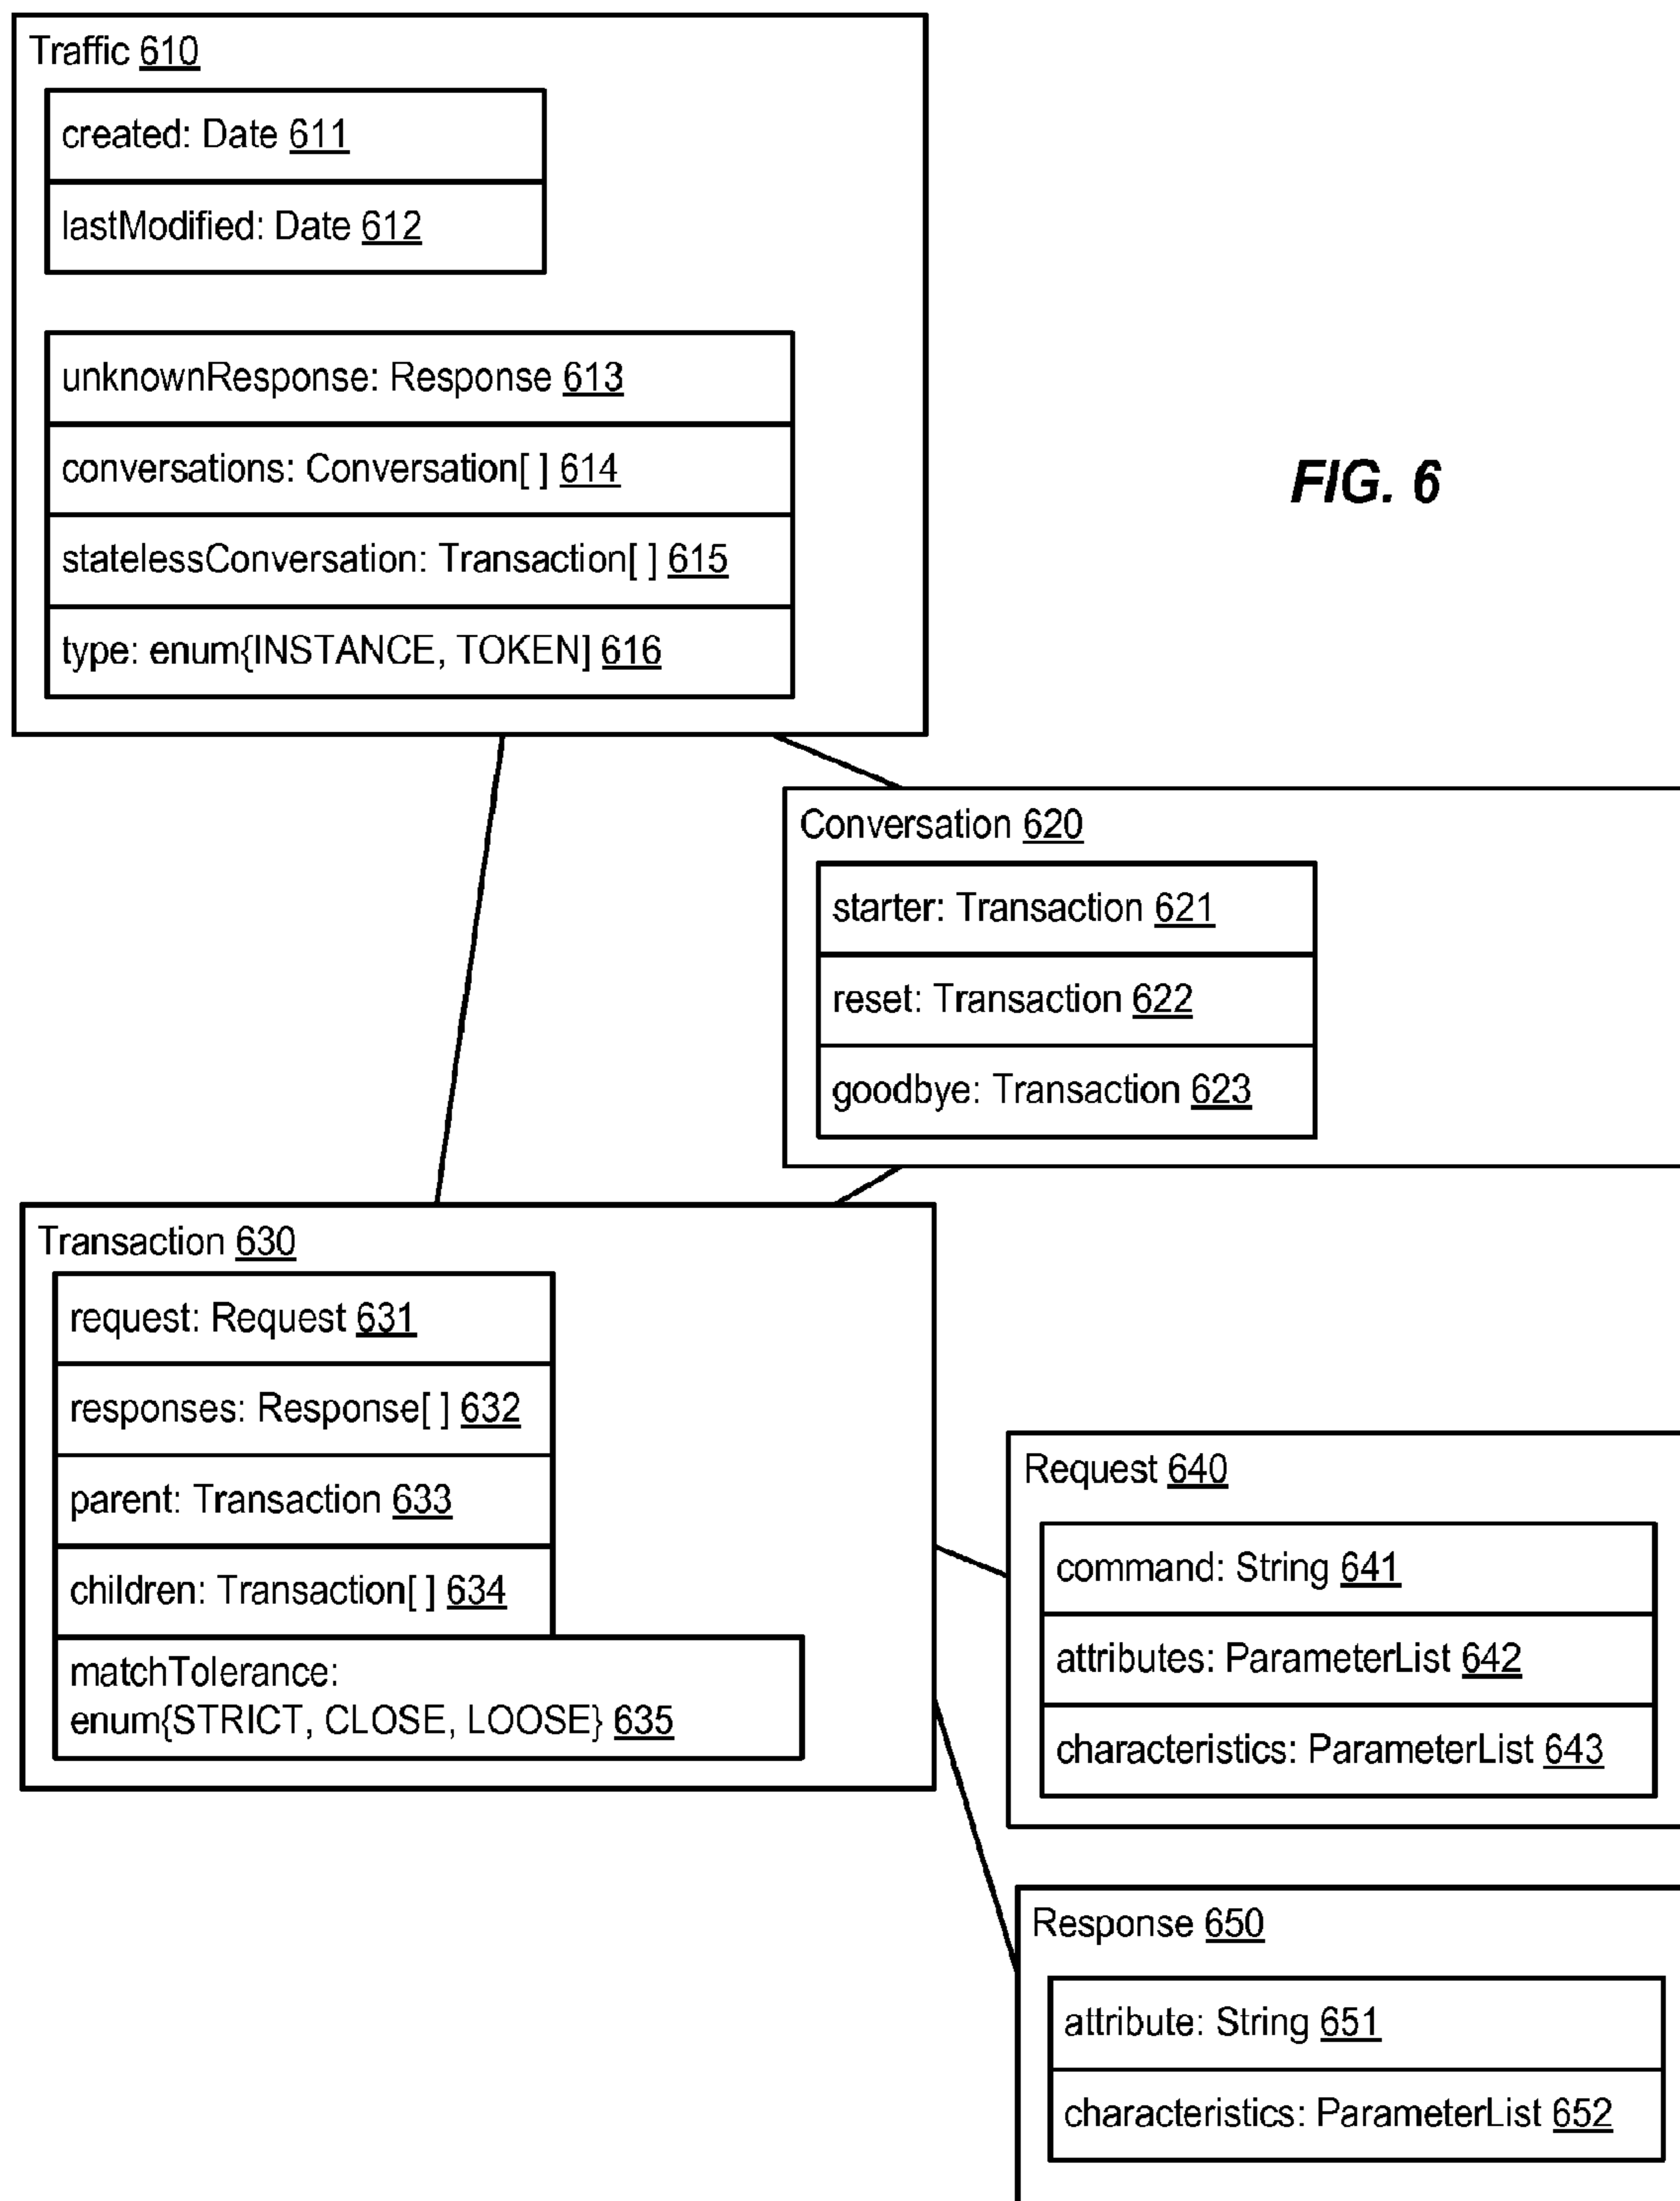 Traffic 610
created: Date 611
lastModified: Date 612
unknownResponse: Response 613
conversations: Conversation[ ] 614
statelessConversation: Transaction[ ] 615
type: enum{INSTANCE, TOKEN] 616
FIG. 6
Conversation 620
starter: Transaction 621
reset: Transaction 622
goodbye: Transaction 623
Transaction 630
request: Request 631
responses: Response[ ] 632
parent: Transaction 633
children: Transaction[ ] 634
matchTolerance:
enum{STRICT, CLOSE, LOOSE} 635
Request 640
command: String 641
attributes: ParameterList 642
characteristics: ParameterList 643
Response 650
attribute: String 651
characteristics: ParameterList 652